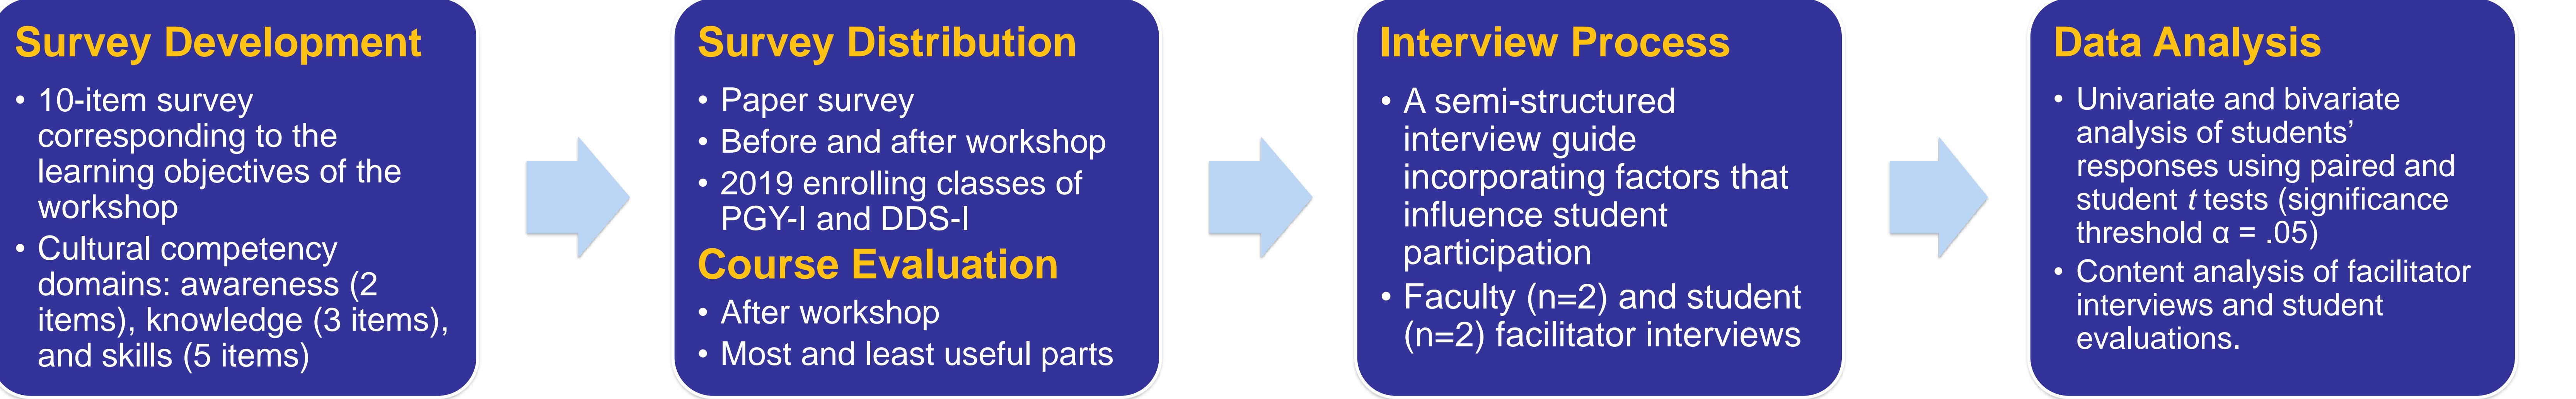 Survey Development
• 10-item survey
corresponding to the
learning objectives of the
workshop
• Cultural competency
domains: awareness (2
items), knowledge (3 items),
and skills (5 items)
Survey Distribution
• Paper survey
• Before and after workshop
• 2019 enrolling classes of
PGY-I and DDS-I
Course Evaluation
• After workshop
• Most and least useful parts
Interview Process
• A semi-structured
interview guide
incorporating factors that
influence student
participation
• Faculty (n=2) and student
(n=2) facilitator interviews
Data Analysis
• Univariate and bivariate
analysis of students’
responses using paired and
student t tests (significance
threshold α = .05)
• Content analysis of facilitator
interviews and student
evaluations.